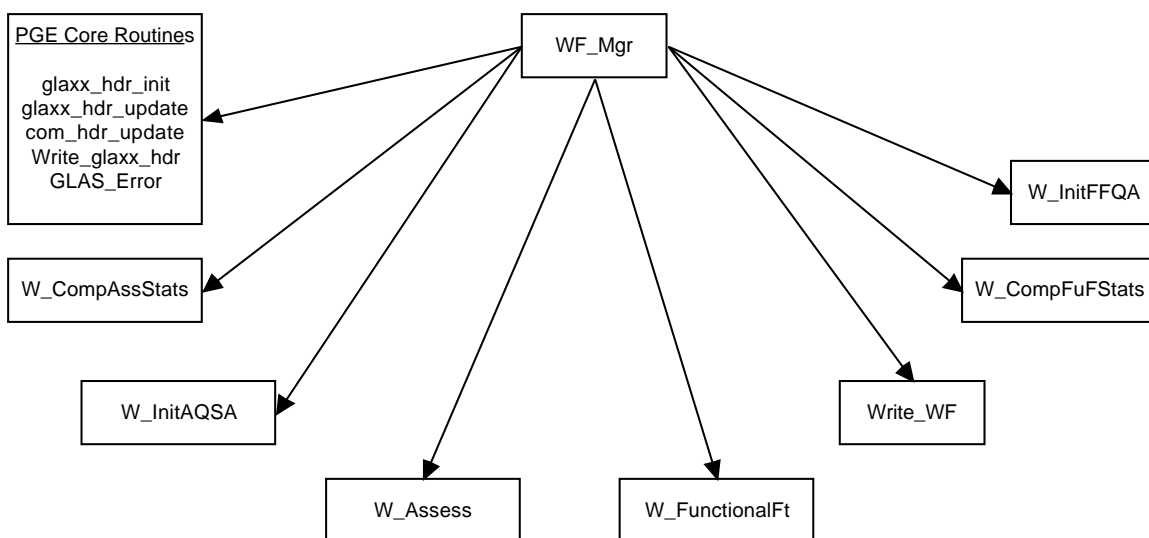 PGE Core Routines
WF_Mgr
glaxx_hdr_init
glaxx_hdr_update
com_hdr_update
Write_glaxx_hdr
GLAS_Error
W_InitFFQA
W_CompAssStats
W_CompFuFStats
W_InitAQSA
Write_WF
W_Assess
W_FunctionalFt